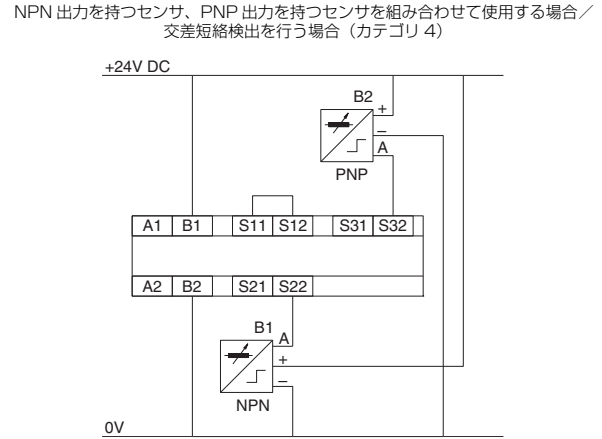 NPN 出力を持つセンサ、PNP 出力を持つセンサを組み合わせて使用する場合／
交差短絡検出を行う場合（カテゴリ 4）
+24V DC
B2
+
–
A
PNP
A1 B1 S11 S12 S31 S32
A2 B2 S21 S22
B1
A
+
–
NPN
0V